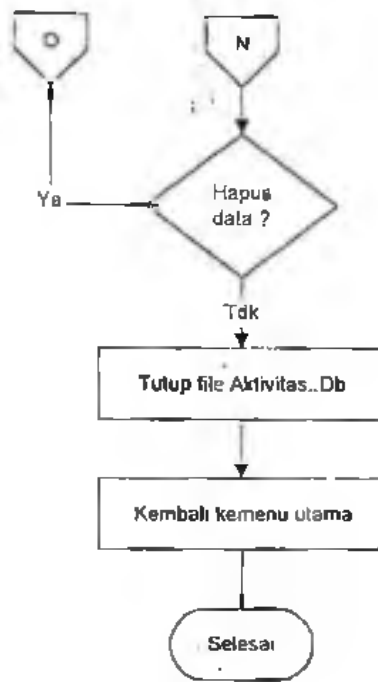 O
N
Hapus
data ?
Ya
Tdk
Tutup file Aktivitas..Db
Kembali kemenu utama
Selesai